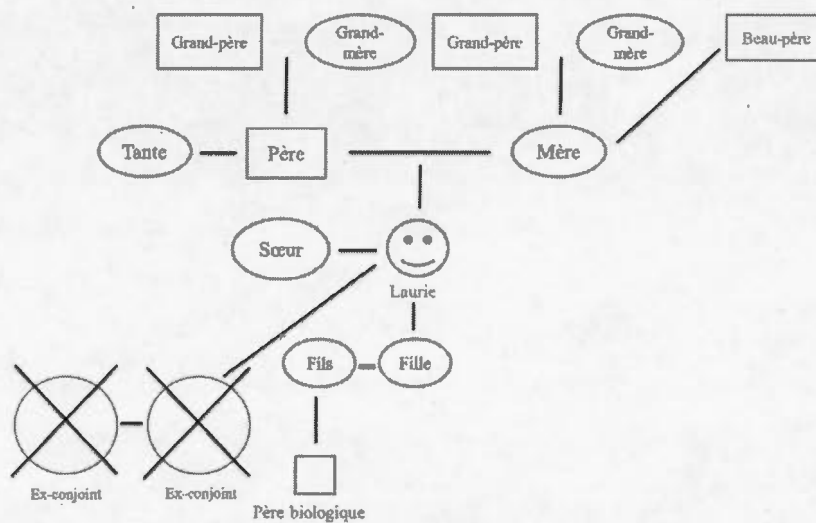 Grand-père
Grand-
mère
Grand-père
Grand-
mère
Beau-père
Tante
Père
Mère
Sœur
Laurie
Fils
Fille
Ex-conjoint
Ex-conjoint
Père biologique